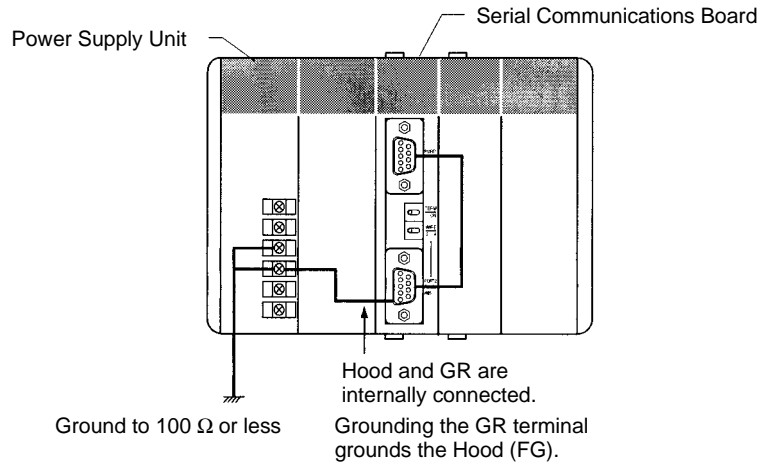 Serial Communications Board
Power Supply Unit
Hood and GR are
internally connected.
Ground to 100 Ω or less
Grounding the GR terminal
grounds the Hood (FG).